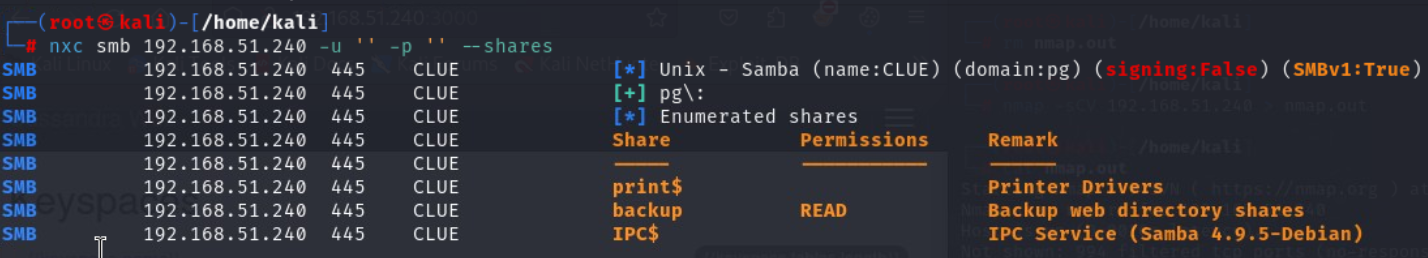 (root㉿kali)-[/home/kali]
# nxc smb 192.168.51.240 -u '' -p '' --shares
SMB 192.168.51.240 445 CLUE [*] Unix - Samba (name:CLUE) (domain:pg) (signing:False) (SMBv1:True)
SMB 192.168.51.240 445 CLUE [+] pg\:
SMB 192.168.51.240 445 CLUE [*] Enumerated shares
SMB 192.168.51.240 445 CLUE Share Permissions Remark
SMB 192.168.51.240 445 CLUE ----- ----------- ------
SMB 192.168.51.240 445 CLUE print$ Printer Drivers
SMB 192.168.51.240 445 CLUE backup READ Backup web directory shares
SMB 192.168.51.240 445 CLUE IPC$ IPC Service (Samba 4.9.5-Debian)